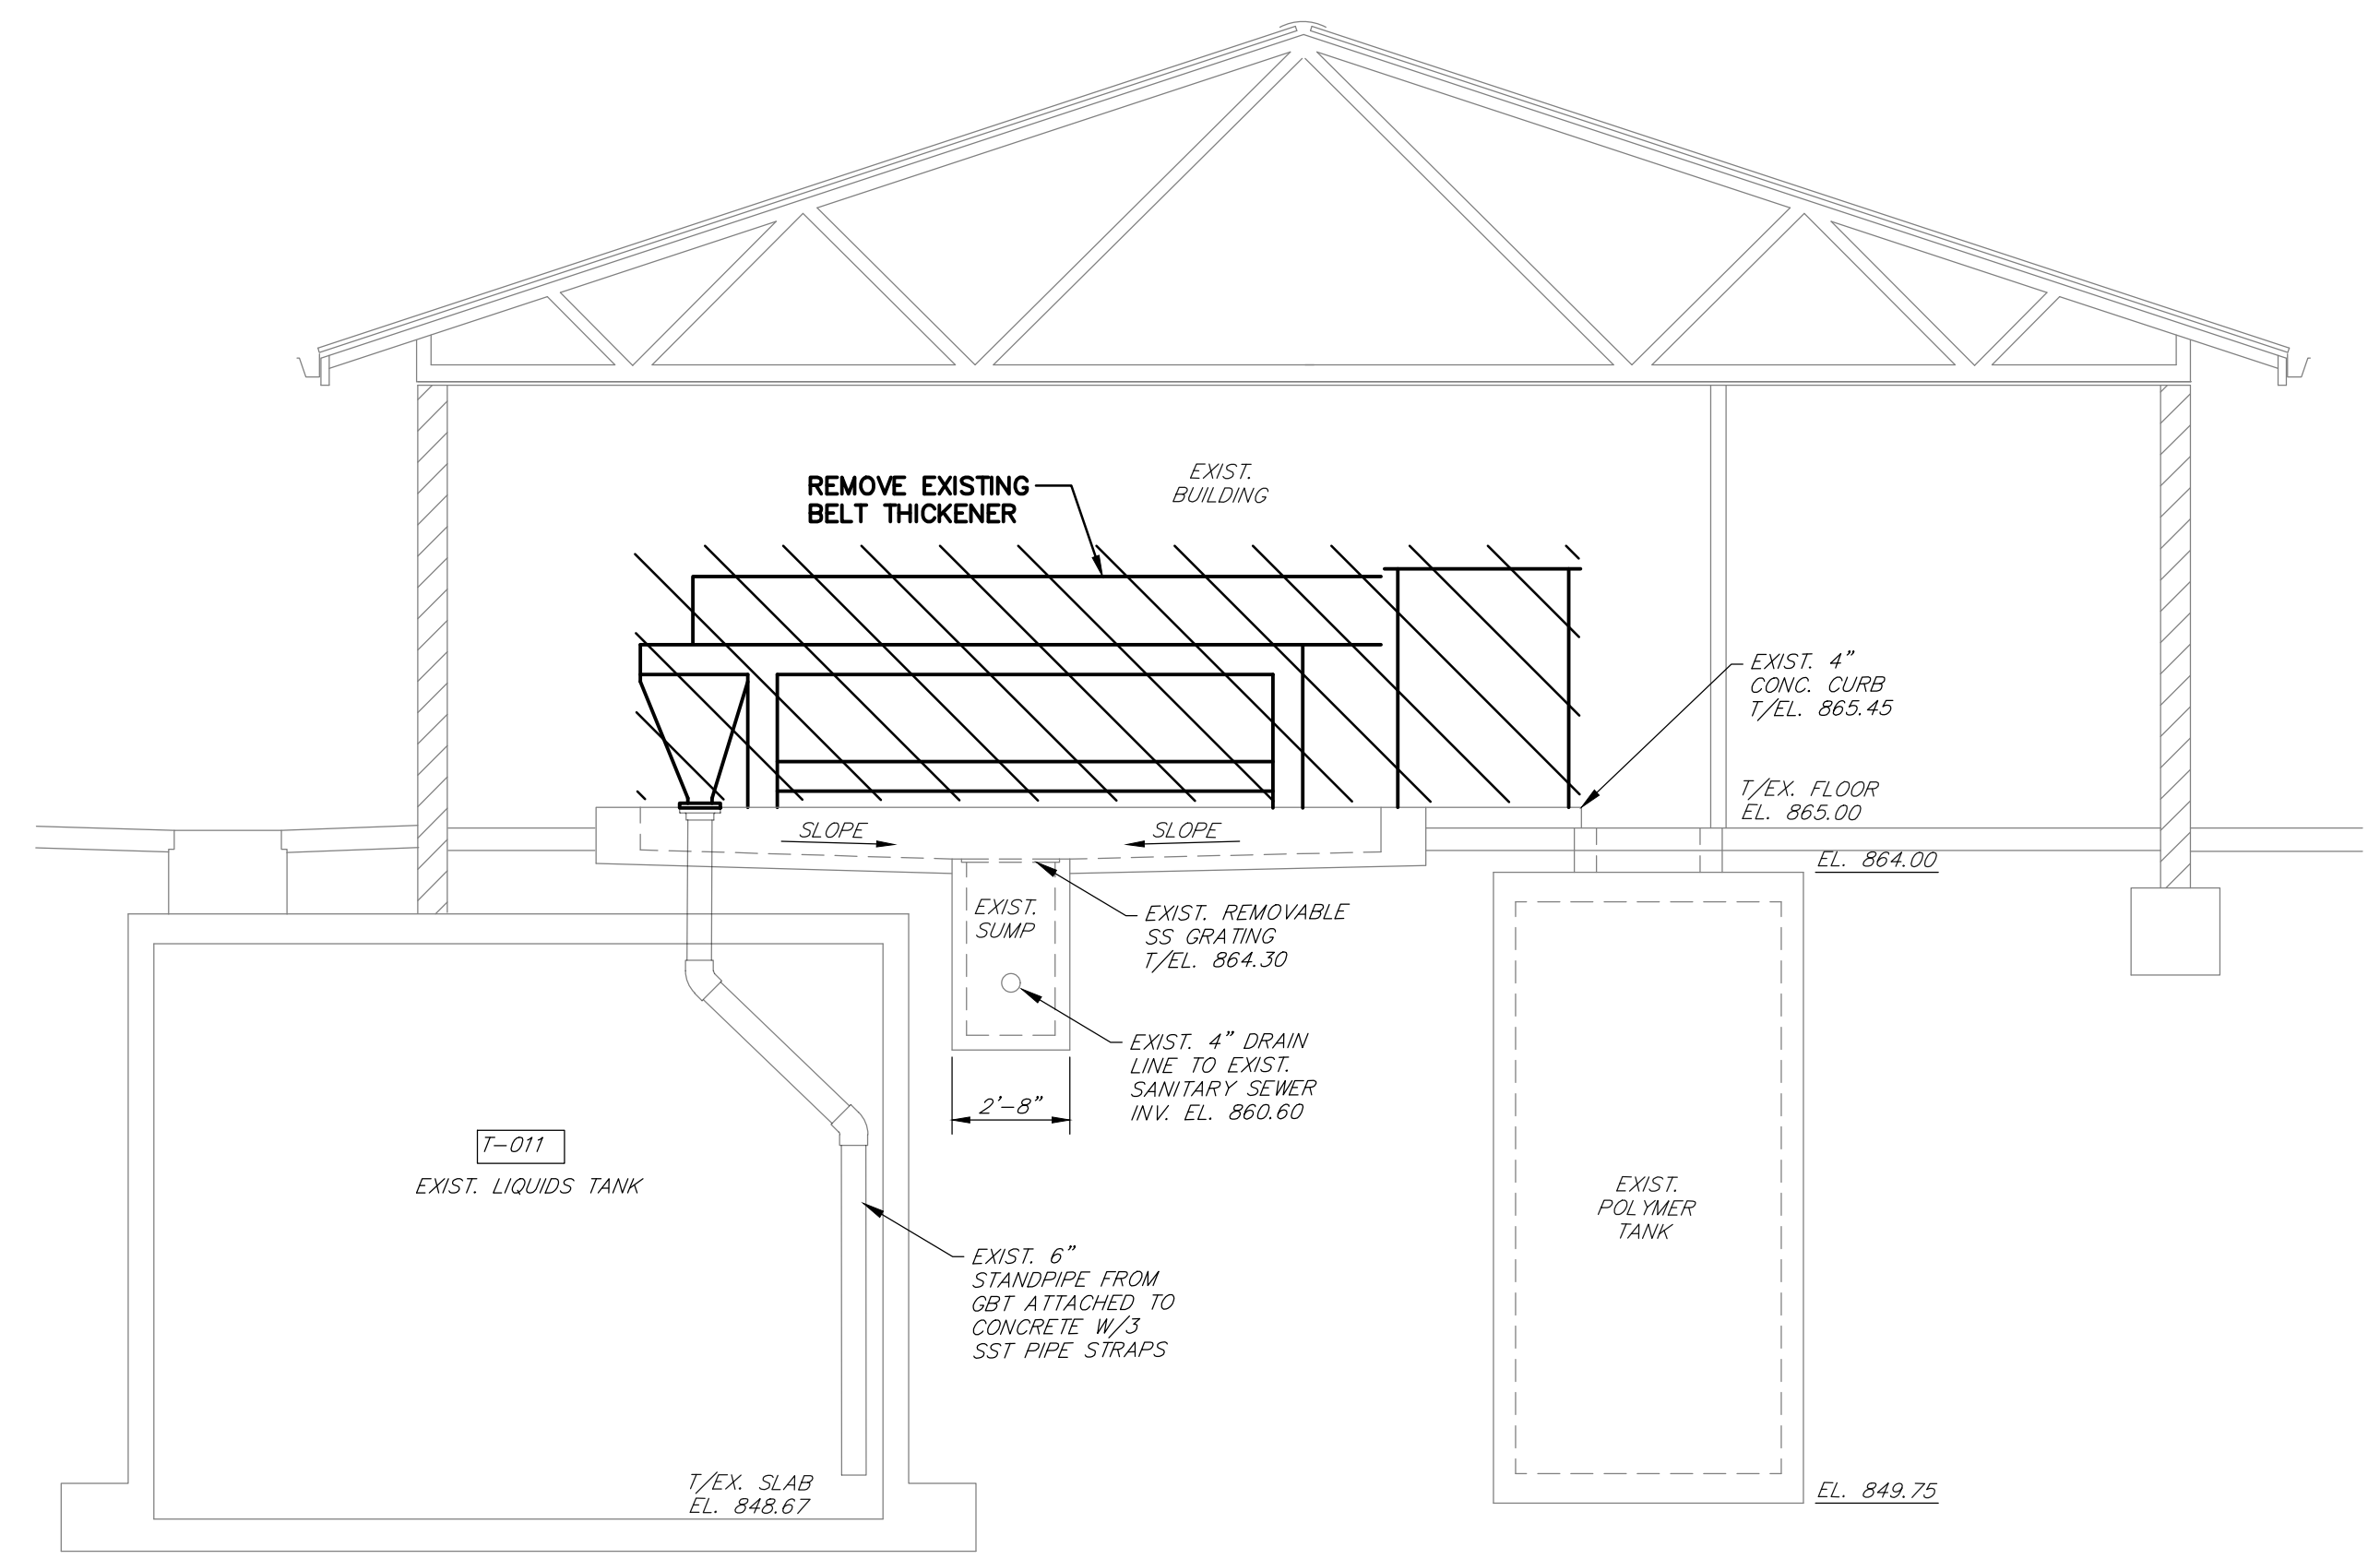 EXIST.
BUILDING
REMOVE EXISTING
BELT THICKENER
EXIST. 4"
CONC. CURB
T/EL. 865.45
T/EX. FLOOR
EL. 865.00
SLOPE
SLOPE
EL. 864.00
EXIST.
SUMP
EXIST. REMOVABLE
SS GRATING
T/EL. 864.30
EXIST. 4" DRAIN
LINE TO EXIST.
SANITARY SEWER
INV. EL. 860.60
2'-8"
T-011
EXIST. LIQUIDS TANK
EXIST.
POLYMER
TANK
EXIST. 6"
STANDPIPE FROM
GBT ATTACHED TO
CONCRETE W/3
SST PIPE STRAPS
T/EX. SLAB
EL. 848.67
EL. 849.75